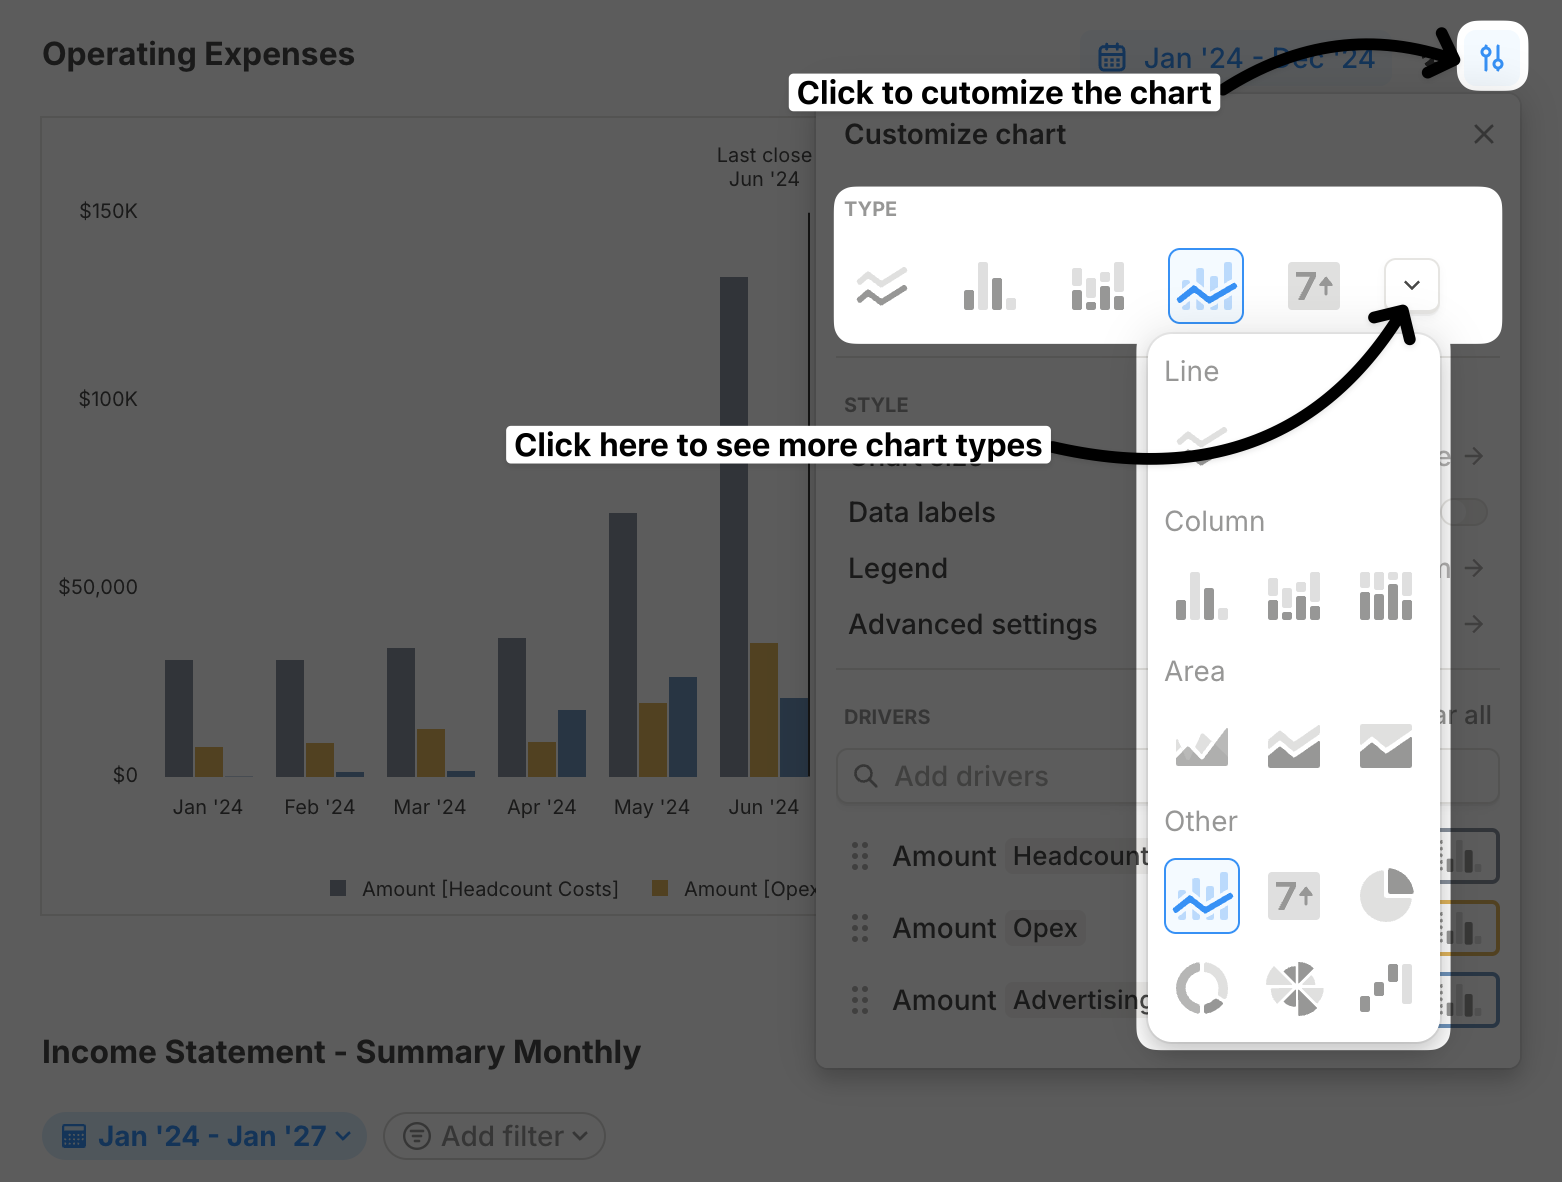 Operating Expenses
Jan '24 - Dec '24
Click to cutomize the chart
Customize chart
Last close
Jun '24
$150K
$100K
$50,000
$0
Jan '24
Feb '24
Mar '24
Apr '24
May '24
Jun '24
Amount [Headcount Costs]
Amount [Opex
TYPE
7
STYLE
Click here to see more chart types
Chart size
Data labels
Legend
Advanced settings
DRIVERS
ar all
Add drivers
Amount Headcount
Amount Opex
Amount Advertising
Line
Column
Area
Other
7
Income Statement - Summary Monthly
Jan '24 - Jan '27
Add filter